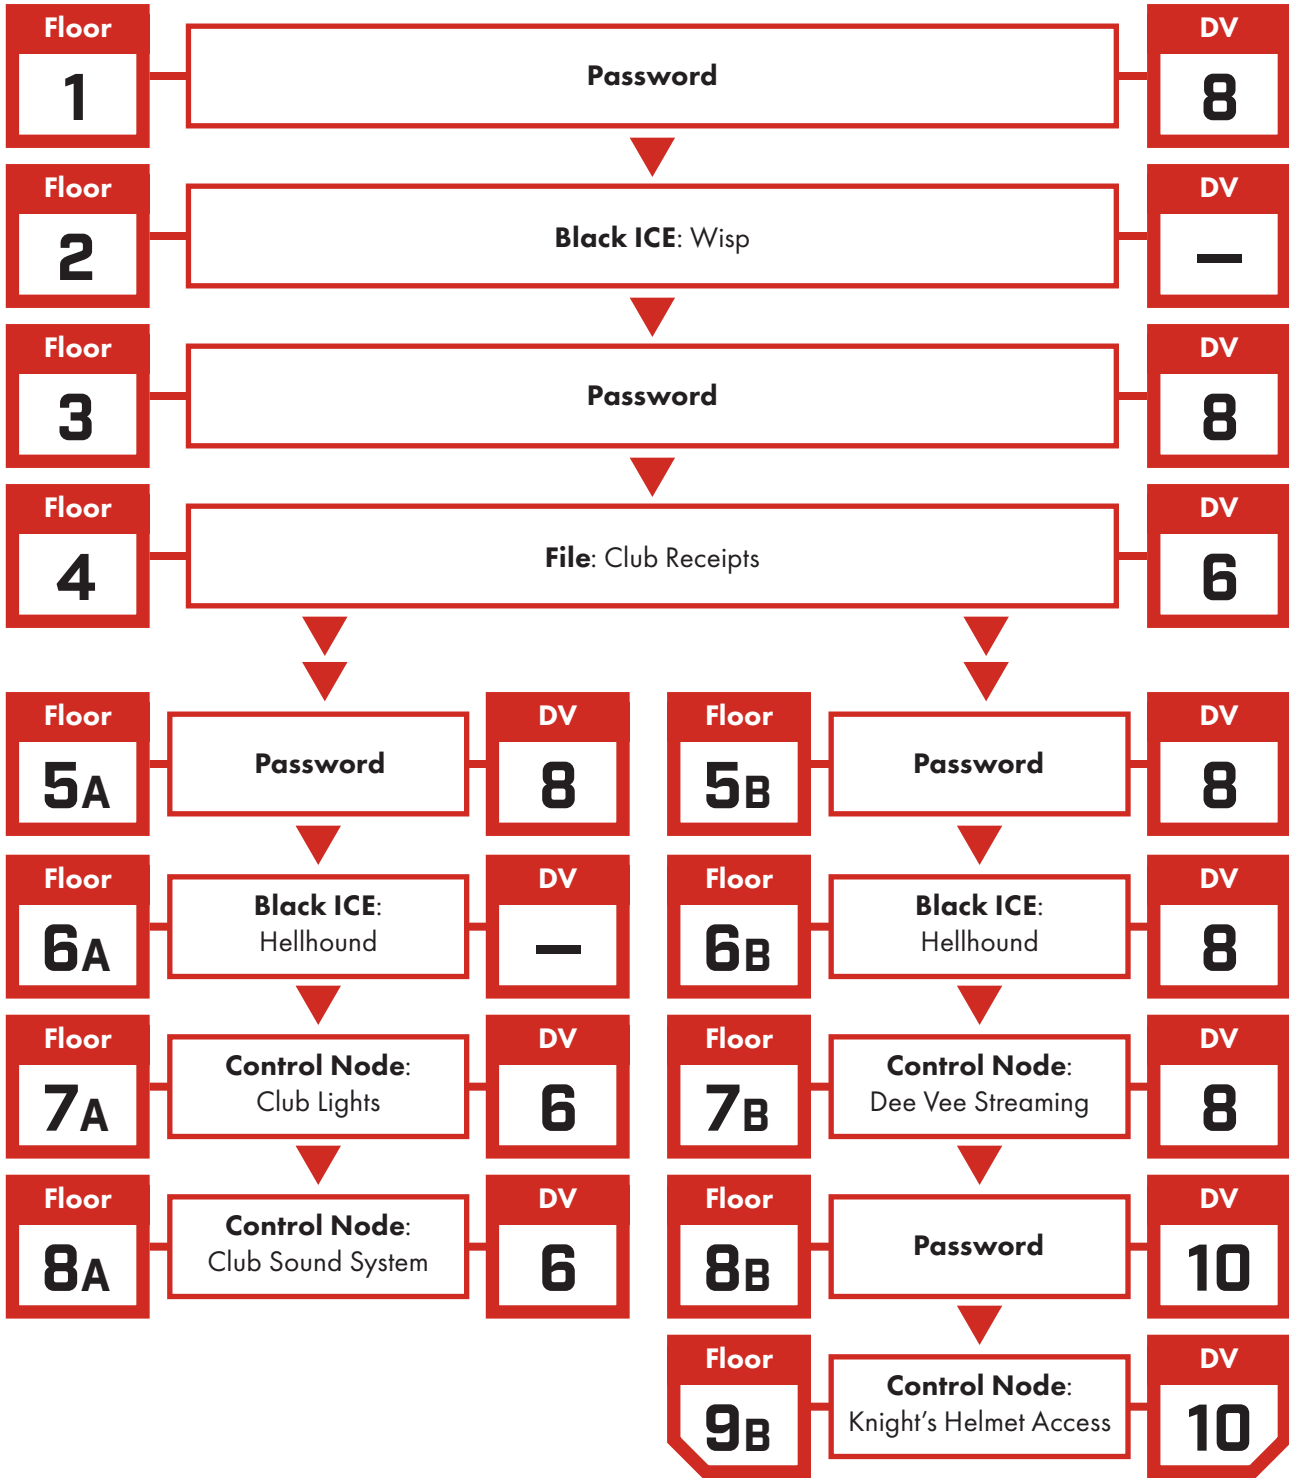 Floor
1
Password
DV
8
Floor
2
Black ICE: Wisp
DV
—
Floor
3
Password
DV
8
Floor
4
File: Club Receipts
DV
6
Floor
5A
Password
DV
8
Floor
6A
Black ICE:
Hellhound
DV
—
Floor
7A
Control Node:
Club Lights
DV
6
Floor
8A
Control Node:
Club Sound System
DV
6
Floor
5B
Password
DV
8
Floor
6B
Black ICE:
Hellhound
DV
8
Floor
7B
Control Node:
Dee Vee Streaming
DV
8
Floor
8B
Password
DV
10
Floor
9B
Control Node:
Knight’s Helmet Access
DV
10